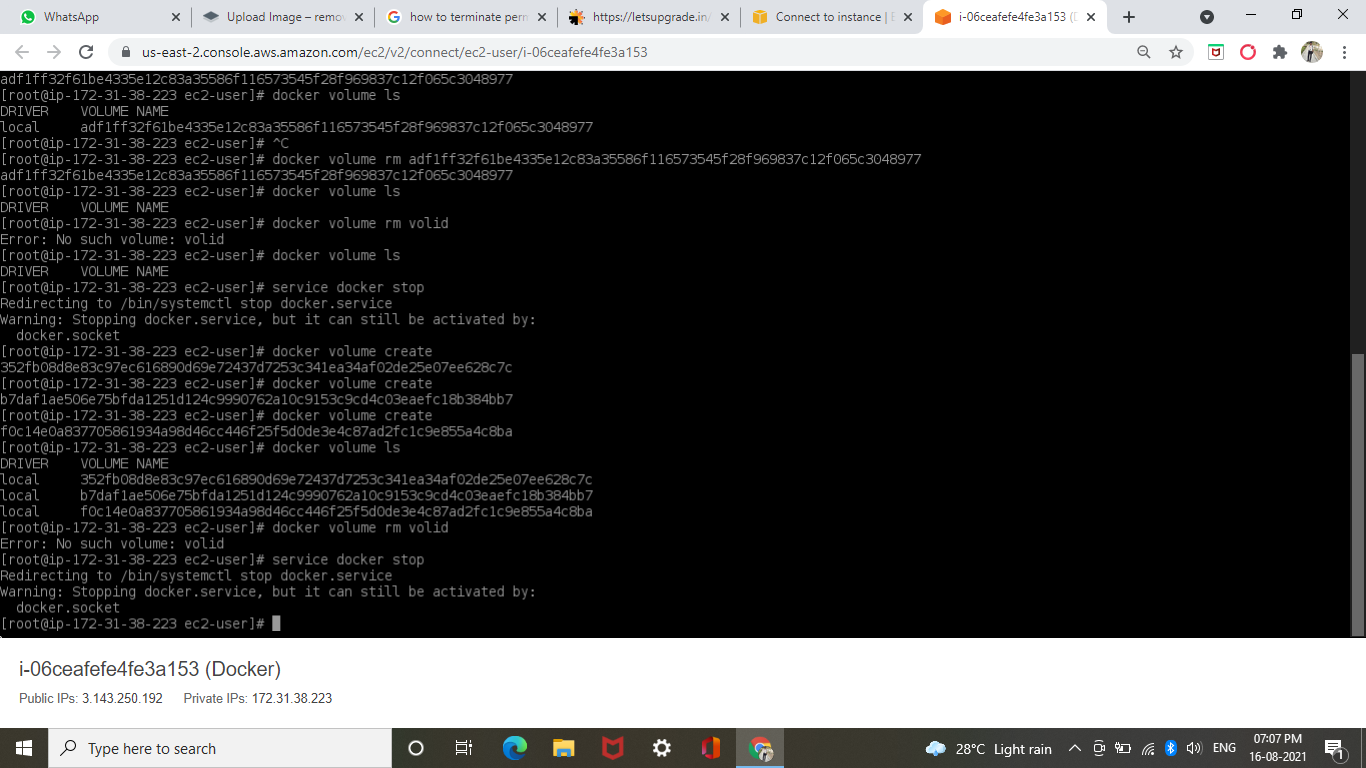 WhatsApp
Upload Image – remov
how to terminate perm
https://letsupgrade.in/
Connect to instance | E
i-06ceafefe4fe3a153 (D
us-east-2.console.aws.amazon.com/ec2/v2/connect/ec2-user/i-06ceafefe4fe3a153
adf1ff32f61be4335e12c83a35586f116573545f28f969837c12f065c3048977
[root@ip-172-31-38-223 ec2-user]# docker volume ls
DRIVER    VOLUME NAME
local     adf1ff32f61be4335e12c83a35586f116573545f28f969837c12f065c3048977
[root@ip-172-31-38-223 ec2-user]# ^C
[root@ip-172-31-38-223 ec2-user]# docker volume rm adf1ff32f61be4335e12c83a35586f116573545f28f969837c12f065c3048977
adf1ff32f61be4335e12c83a35586f116573545f28f969837c12f065c3048977
[root@ip-172-31-38-223 ec2-user]# docker volume ls
DRIVER    VOLUME NAME
[root@ip-172-31-38-223 ec2-user]# docker volume rm volid
Error: No such volume: volid
[root@ip-172-31-38-223 ec2-user]# docker volume ls
DRIVER    VOLUME NAME
[root@ip-172-31-38-223 ec2-user]# service docker stop
Redirecting to /bin/systemctl stop docker.service
Warning: Stopping docker.service, but it can still be activated by:
  docker.socket
[root@ip-172-31-38-223 ec2-user]# docker volume create
352fb08d8e83c97ec616890d69e72437d7253c341ea34af02de25e07ee628c7c
[root@ip-172-31-38-223 ec2-user]# docker volume create
b7daf1ae506e75bfda1251d124c9990762a10c9153c9cd4c03eaefc18b384bb7
[root@ip-172-31-38-223 ec2-user]# docker volume create
f0c14e0a837705861934a98d46cc446f25f5d0de3e4c87ad2fc1c9e855a4c8ba
[root@ip-172-31-38-223 ec2-user]# docker volume ls
DRIVER    VOLUME NAME
local     352fb08d8e83c97ec616890d69e72437d7253c341ea34af02de25e07ee628c7c
local     b7daf1ae506e75bfda1251d124c9990762a10c9153c9cd4c03eaefc18b384bb7
local     f0c14e0a837705861934a98d46cc446f25f5d0de3e4c87ad2fc1c9e855a4c8ba
[root@ip-172-31-38-223 ec2-user]# docker volume rm volid
Error: No such volume: volid
[root@ip-172-31-38-223 ec2-user]# service docker stop
Redirecting to /bin/systemctl stop docker.service
Warning: Stopping docker.service, but it can still be activated by:
  docker.socket
[root@ip-172-31-38-223 ec2-user]#
i-06ceafefe4fe3a153 (Docker)
Public IPs: 3.143.250.192    Private IPs: 172.31.38.223
Type here to search
28°C Light rain
ENG
07:07 PM
16-08-2021
1